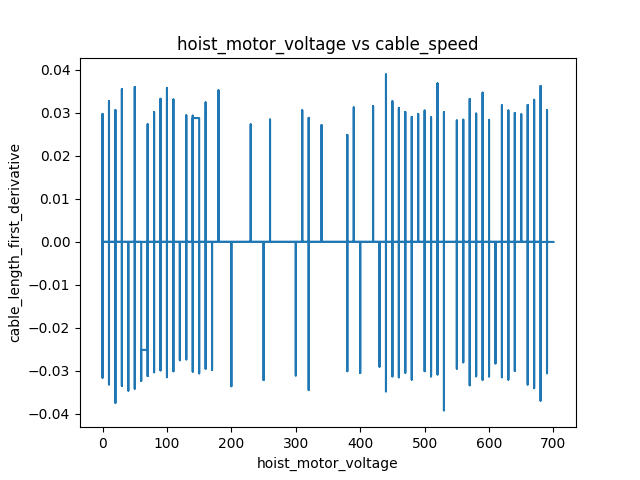 hoist_motor_voltage vs cable_speed
0.04
0.03
0.02
0.01
0.00
−0.01
−0.02
−0.03
−0.04
cable_length_first_derivative
0 100 200 300 400 500 600 700
hoist_motor_voltage